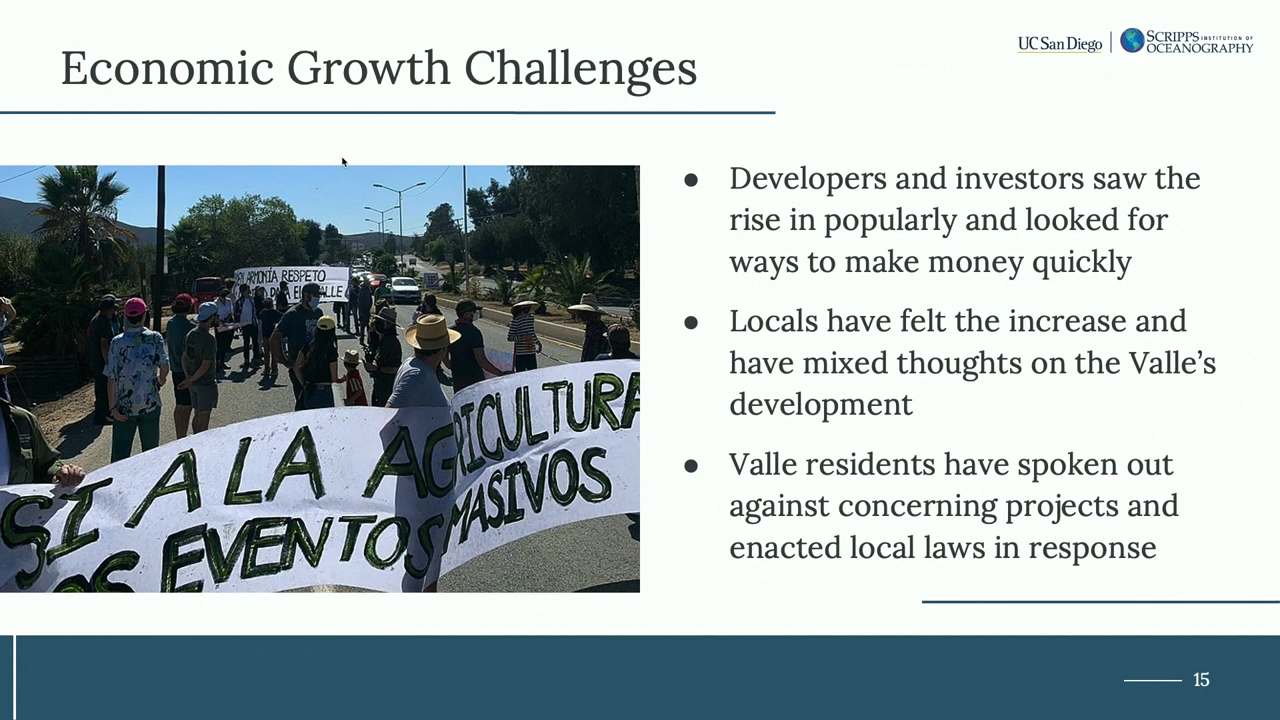 Economic Growth Challenges
UC San Diego
SCRIPPS INSTITUTION OF
OCEANOGRAPHY
ARMONÍA RESPETO
SI A LA AGRICULTURA
EVENTOS MASIVOS
● Developers and investors saw the
rise in popularly and looked for
ways to make money quickly
● Locals have felt the increase and
have mixed thoughts on the Valle’s
development
● Valle residents have spoken out
against concerning projects and
enacted local laws in response
15